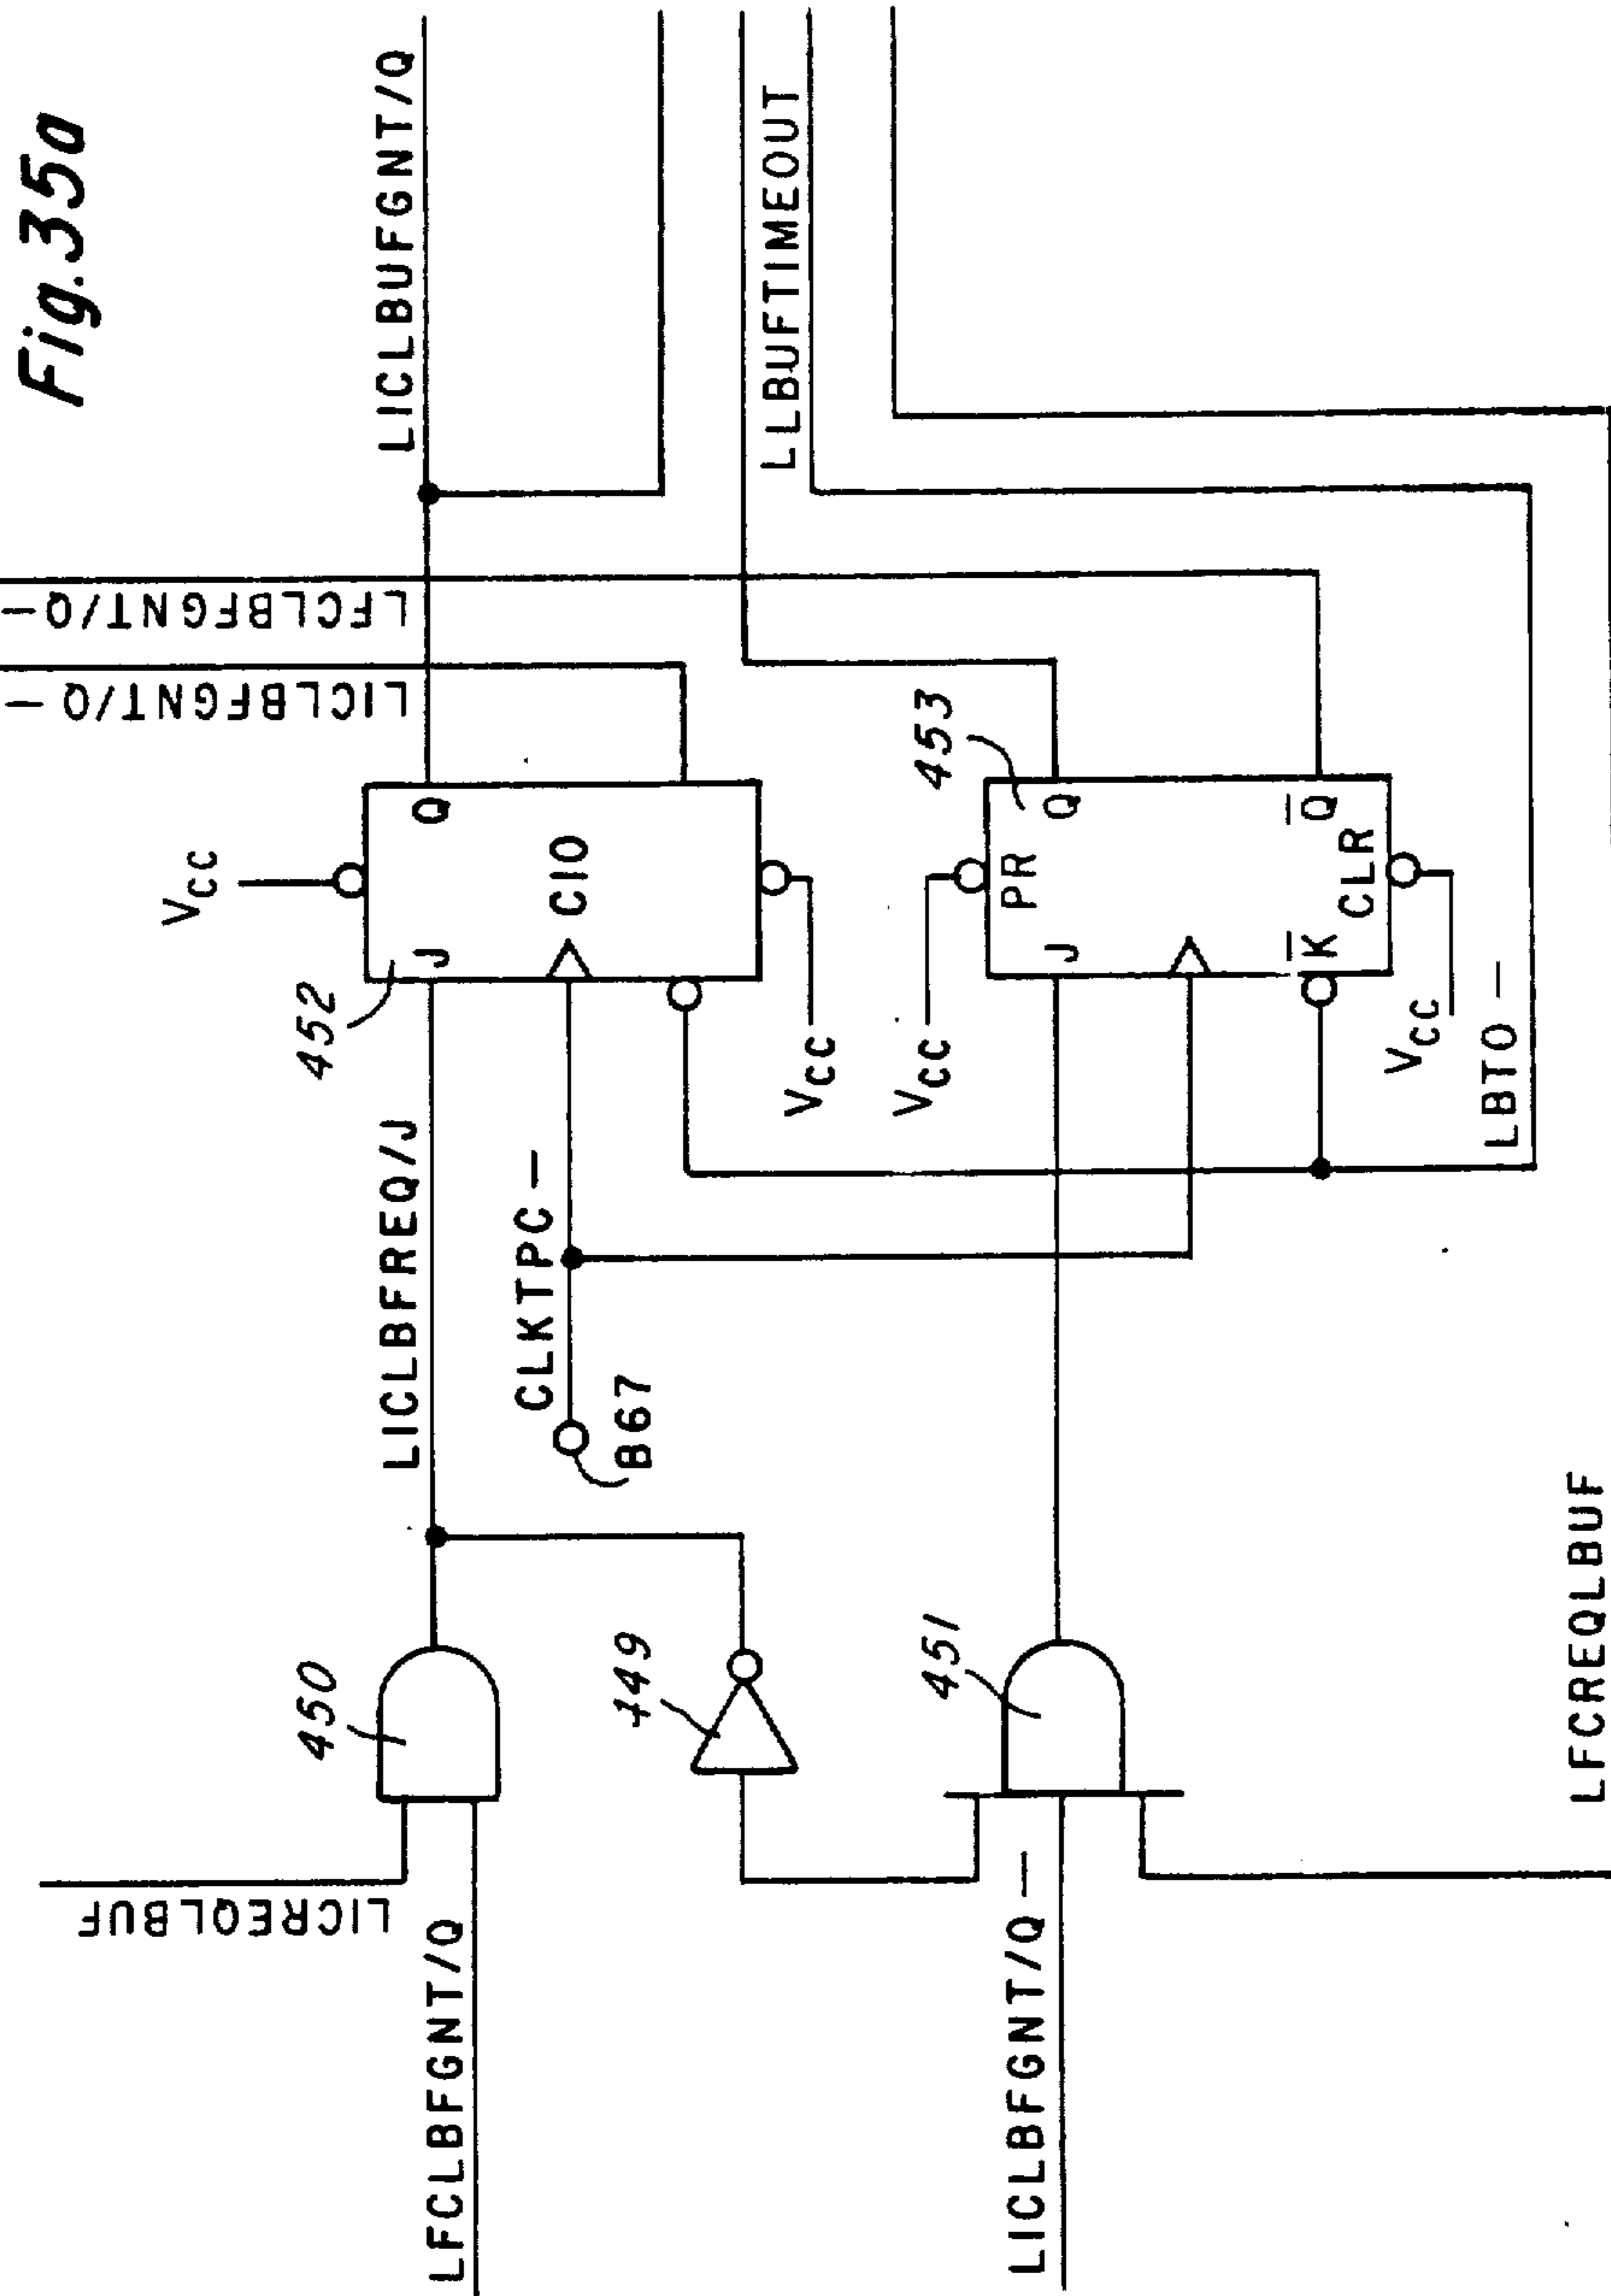 Fig.35a
LICREQLBUF
LFCLBFGNT/Q
450
LICLBFREQ/J
452
VCC
J
Q
CIO
VCC
LICLBFGNT/Q —
LFCLBFGNT/Q —
LICLBUFGNT/Q
CLKTPC —
B67
449
LLBUFTIMEOUT
LICLBFGNT/Q —
451
VCC
453
PR
J
Q
K
Q
CLR
VCC
LBTO —
LFCREQLBUF